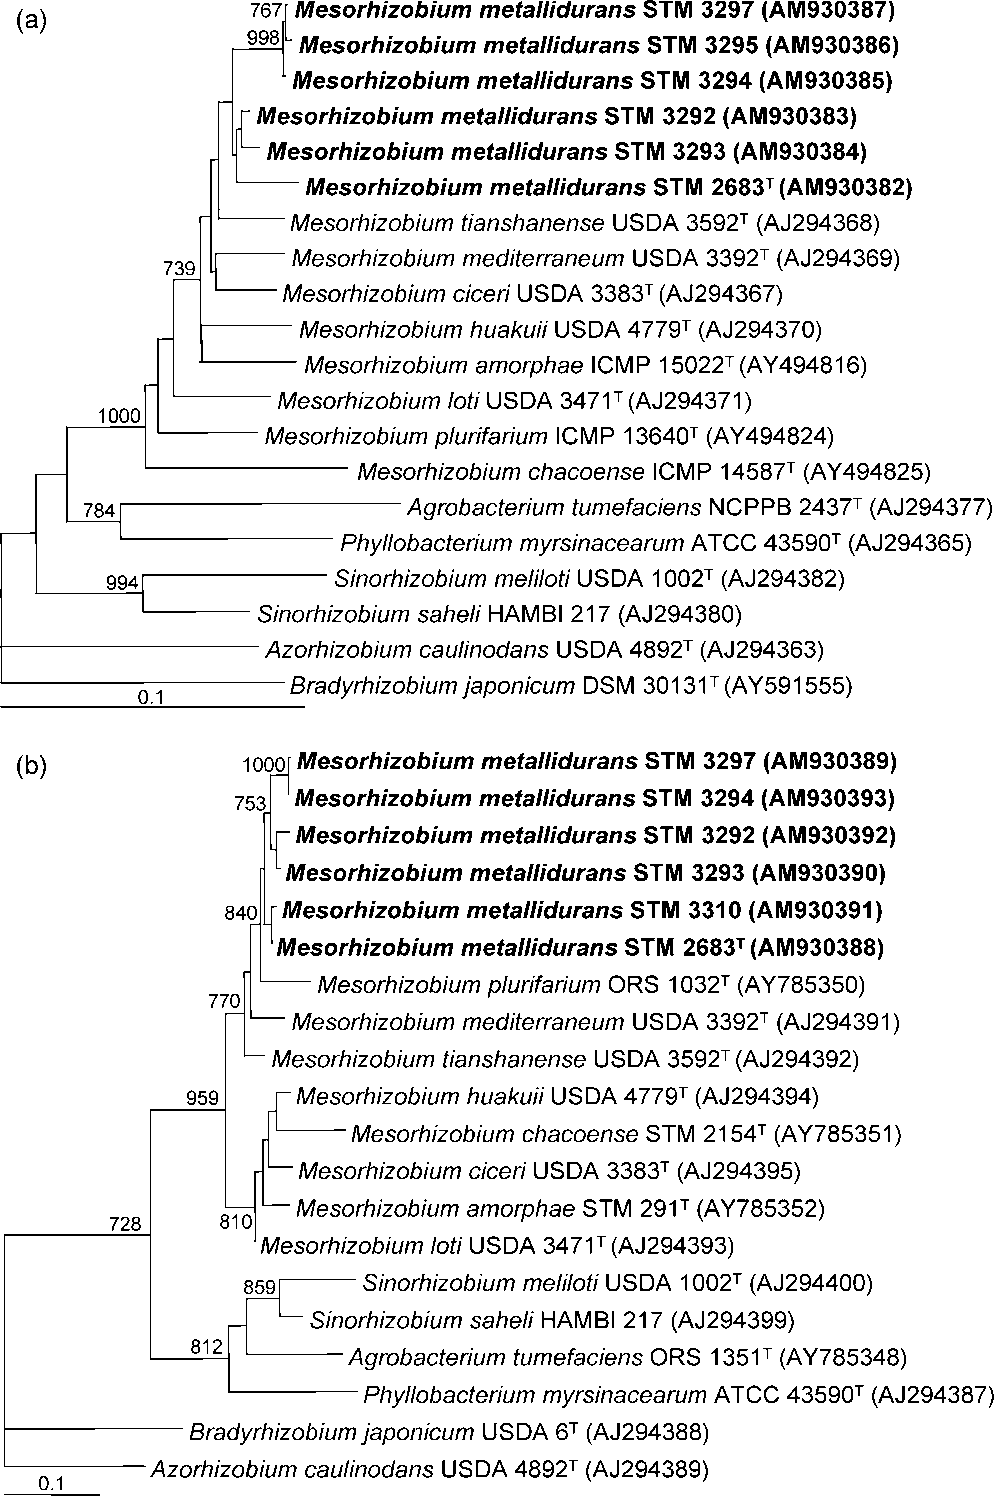 (a)
767
Mesorhizobium metallidurans STM 3297 (AM930387)
998
Mesorhizobium metallidurans STM 3295 (AM930386)
Mesorhizobium metallidurans STM 3294 (AM930385)
Mesorhizobium metallidurans STM 3292 (AM930383)
Mesorhizobium metallidurans STM 3293 (AM930384)
Mesorhizobium metallidurans STM 2683ᵀ (AM930382)
Mesorhizobium tianshanense USDA 3592ᵀ (AJ294368)
Mesorhizobium mediterraneum USDA 3392ᵀ (AJ294369)
739
Mesorhizobium ciceri USDA 3383ᵀ (AJ294367)
Mesorhizobium huakuii USDA 4779ᵀ (AJ294370)
Mesorhizobium amorphae ICMP 15022ᵀ (AY494816)
Mesorhizobium loti USDA 3471ᵀ (AJ294371)
1000
Mesorhizobium plurifarium ICMP 13640ᵀ (AY494824)
Mesorhizobium chacoense ICMP 14587ᵀ (AY494825)
Agrobacterium tumefaciens NCPPB 2437ᵀ (AJ294377)
784
Phyllobacterium myrsinacearum ATCC 43590ᵀ (AJ294365)
Sinorhizobium meliloti USDA 1002ᵀ (AJ294382)
994
Sinorhizobium saheli HAMBI 217 (AJ294380)
Azorhizobium caulinodans USDA 4892ᵀ (AJ294363)
Bradyrhizobium japonicum DSM 30131ᵀ (AY591555)
0.1
(b)
1000
Mesorhizobium metallidurans STM 3297 (AM930389)
753
Mesorhizobium metallidurans STM 3294 (AM930393)
Mesorhizobium metallidurans STM 3292 (AM930392)
Mesorhizobium metallidurans STM 3293 (AM930390)
840
Mesorhizobium metallidurans STM 3310 (AM930391)
Mesorhizobium metallidurans STM 2683ᵀ (AM930388)
Mesorhizobium plurifarium ORS 1032ᵀ (AY785350)
770
Mesorhizobium mediterraneum USDA 3392ᵀ (AJ294391)
Mesorhizobium tianshanense USDA 3592ᵀ (AJ294392)
959
Mesorhizobium huakuii USDA 4779ᵀ (AJ294394)
Mesorhizobium chacoense STM 2154ᵀ (AY785351)
Mesorhizobium ciceri USDA 3383ᵀ (AJ294395)
Mesorhizobium amorphae STM 291ᵀ (AY785352)
728
810
Mesorhizobium loti USDA 3471ᵀ (AJ294393)
Sinorhizobium meliloti USDA 1002ᵀ (AJ294400)
859
Sinorhizobium saheli HAMBI 217 (AJ294399)
812
Agrobacterium tumefaciens ORS 1351ᵀ (AY785348)
Phyllobacterium myrsinacearum ATCC 43590ᵀ (AJ294387)
Bradyrhizobium japonicum USDA 6ᵀ (AJ294388)
Azorhizobium caulinodans USDA 4892ᵀ (AJ294389)
0.1